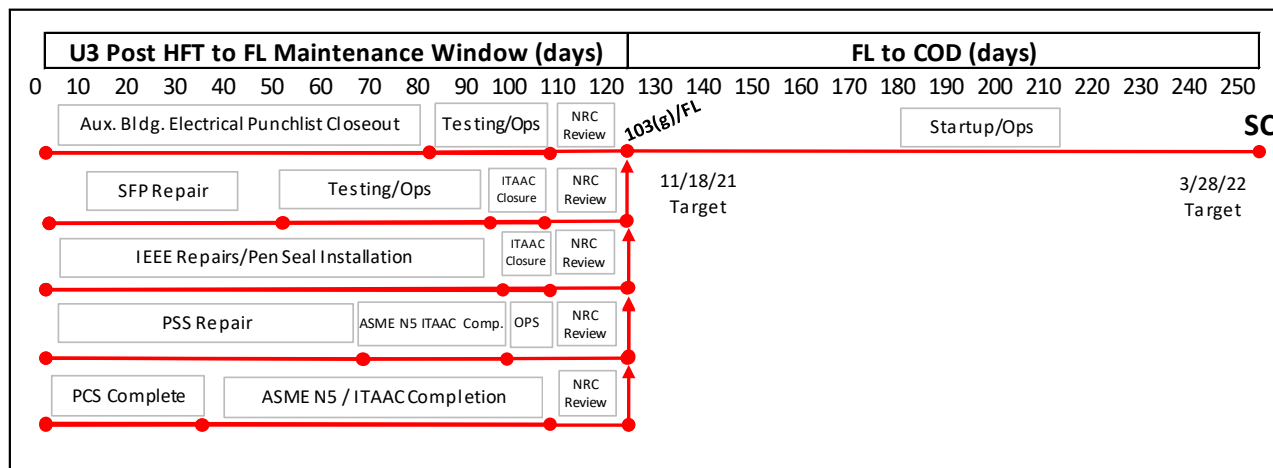 U3 Post HFT to FL Maintenance Window (days) FL to COD (days)
0 10 20 30 40 50 60 70 80 90 100 110 120 130 140 150 160 170 180 190 200 210 220 230 240 250
Aux. Bldg. Electrical Punchlist Closeout Testing/Ops NRC
Review
103(g)/FL
Startup/Ops SC
SFP Repair Testing/Ops ITAAC
Closure
NRC
Review
11/18/21
Target
3/28/22
Target
IEEE Repairs/Pen Seal Installation ITAAC
Closure
NRC
Review
PSS Repair ASME N5 ITAAC Comp. OPS NRC
Review
PCS Complete ASME N5 / ITAAC Completion NRC
Review